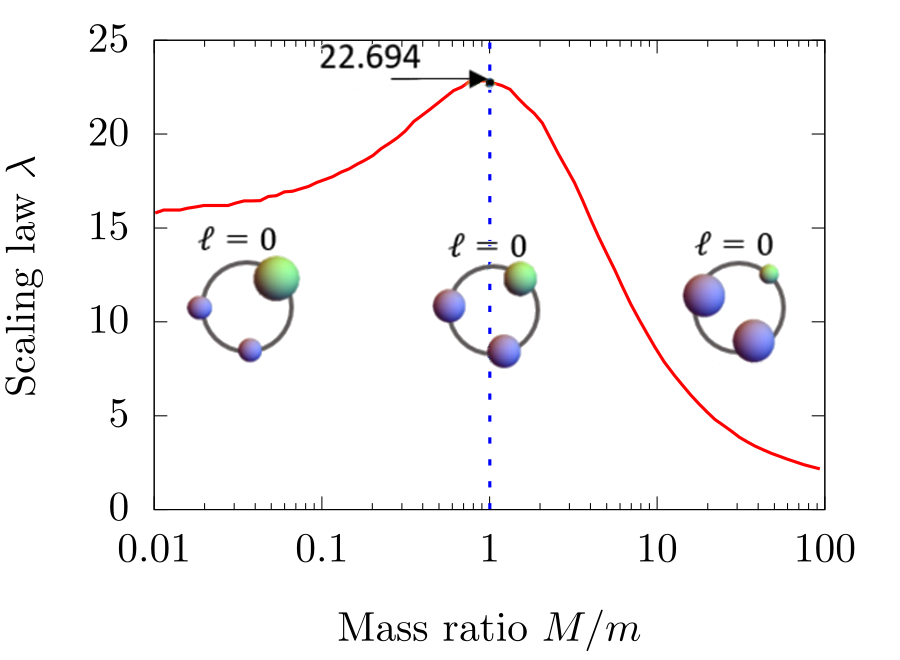 25
22.694
20
15
10
5
0
Scaling law λ
ℓ = 0
ℓ = 0
ℓ = 0
0.01
0.1
1
10
100
Mass ratio M/m